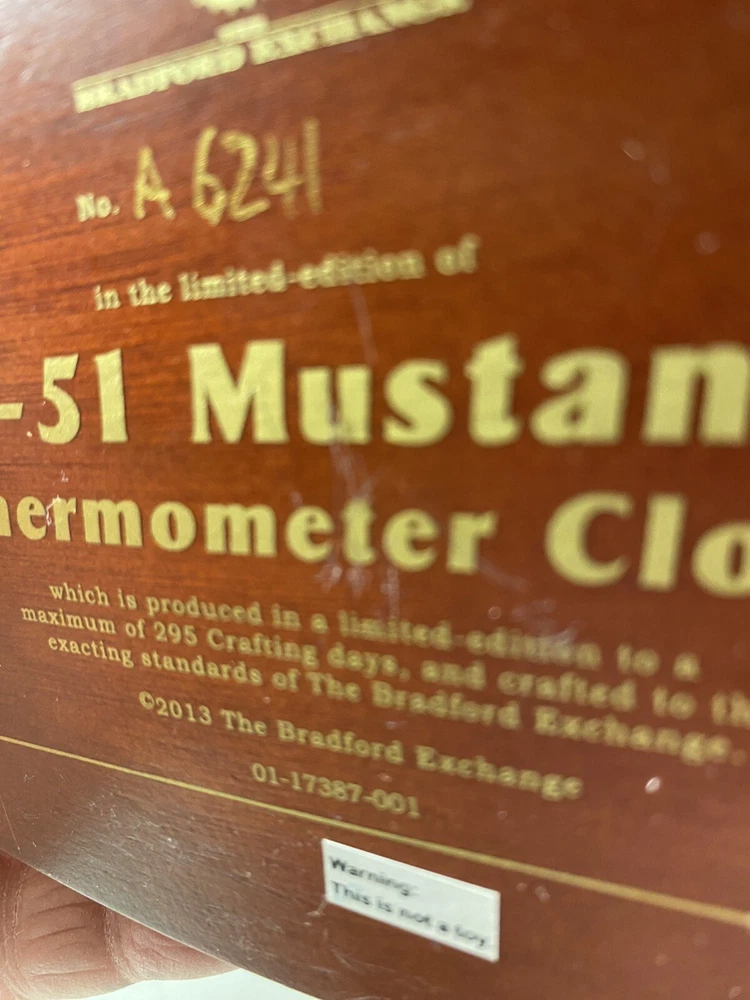 THE
BRADFORD EXCHANGE
No. A 6241
in the limited-edition of
-51 Mustan
ermometer Clo
which is produced in a limited-edition to a
maximum of 295 Crafting days, and crafted to th
exacting standards of The Bradford Exchange.
©2013 The Bradford Exchange
01-17387-001
Warning:
This is not a toy